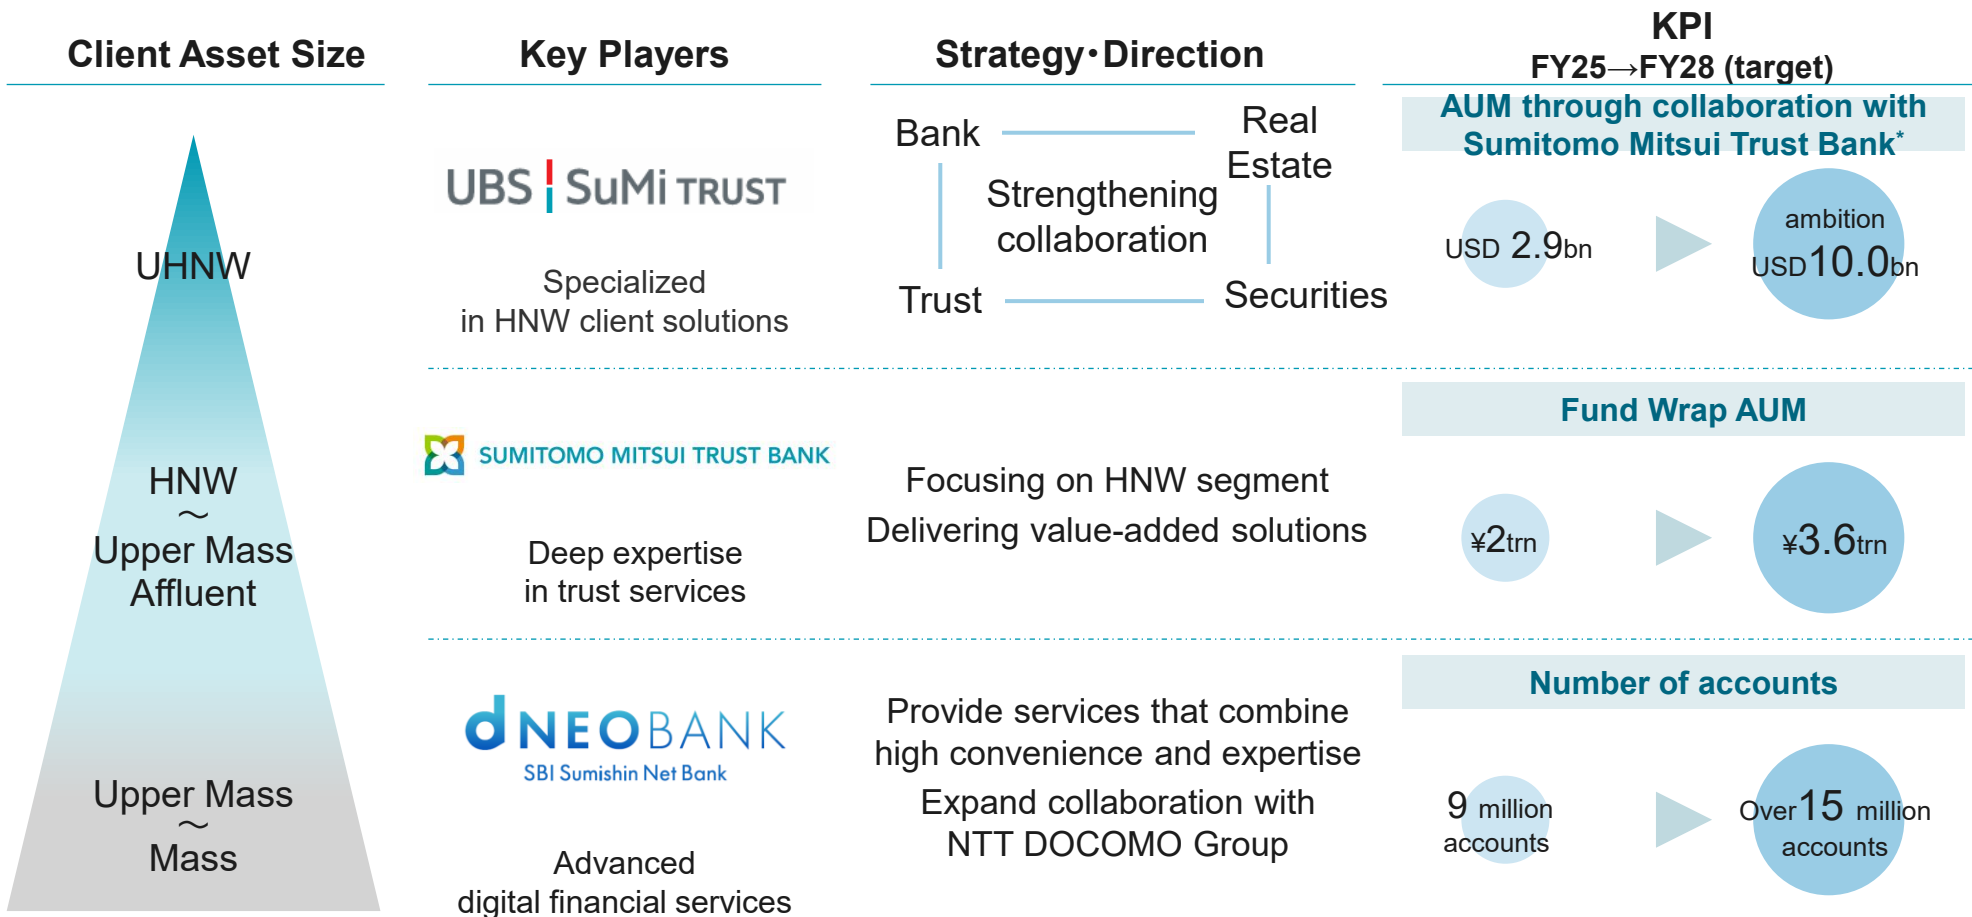 Client Asset Size
Key Players
Strategy・Direction
KPI
FY25→FY28 (target)
UHNW
UBS SuMi TRUST
Specialized
in HNW client solutions
Bank
Real
Estate
Strengthening
collaboration
Trust
Securities
AUM through collaboration with
Sumitomo Mitsui Trust Bank*
USD 2.9bn
ambition
USD10.0bn
HNW
~
Upper Mass
Affluent
SUMITOMO MITSUI TRUST BANK
Deep expertise
in trust services
Focusing on HNW segment
Delivering value-added solutions
Fund Wrap AUM
¥2trn
¥3.6trn
Upper Mass
~
Mass
d NEOBANK
SBI Sumishin Net Bank
Advanced
digital financial services
Provide services that combine
high convenience and expertise
Expand collaboration with
NTT DOCOMO Group
Number of accounts
9 million
accounts
Over15 million
accounts